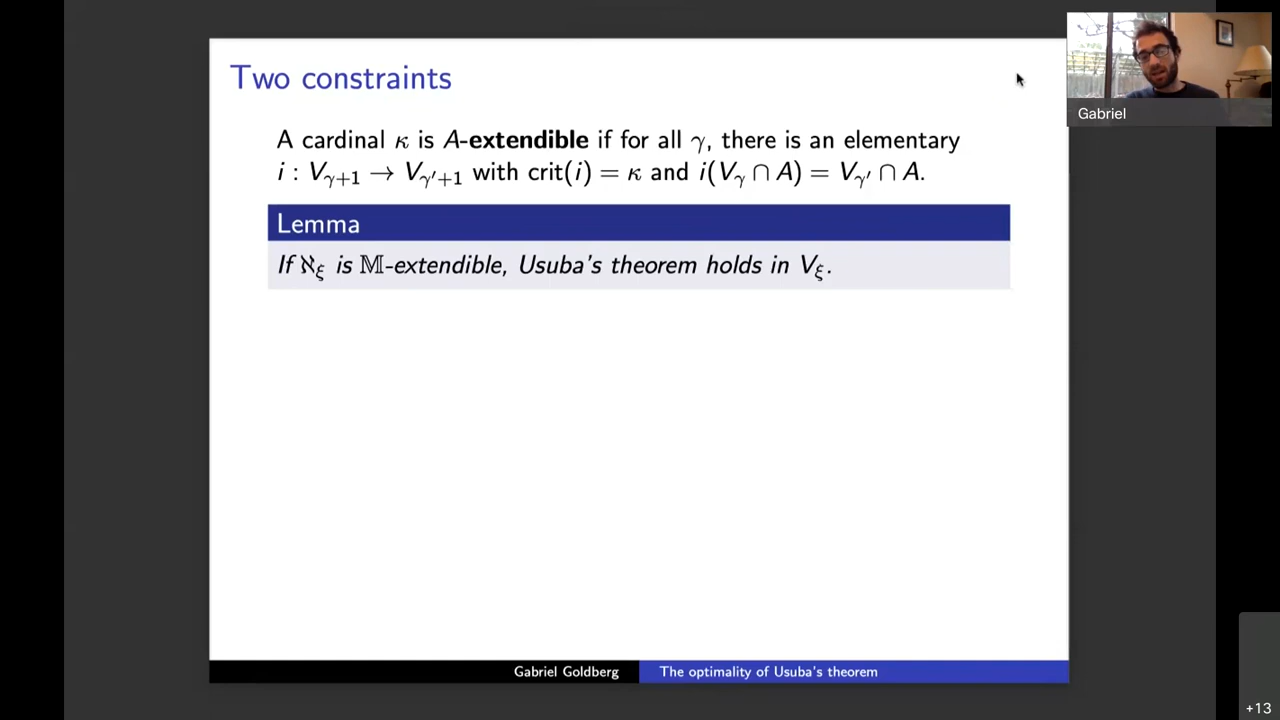 Two constraints
A cardinal κ is A-extendible if for all γ, there is an elementary
i : V_{γ+1} → V_{γ′+1} with crit(i) = κ and i(V_γ ∩ A) = V_{γ′} ∩ A.
Lemma
If ℵ_ξ is 𝕄-extendible, Usuba's theorem holds in V_ξ.
Gabriel
Gabriel Goldberg
The optimality of Usuba's theorem
+13